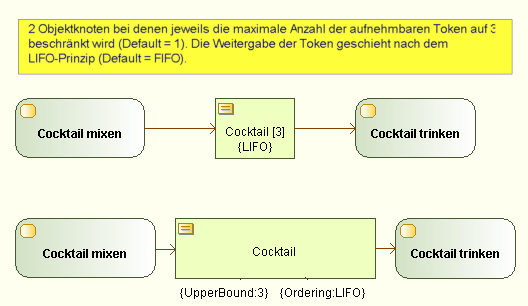 2 Objektknoten bei denen jeweils die maximale Anzahl der aufnehmbaren Token auf 3
beschränkt wird (Default = 1). Die Weitergabe der Token geschieht nach dem
LIFO-Prinzip (Default = FIFO).
Cocktail mixen
Cocktail [3]
{LIFO}
Cocktail trinken
Cocktail mixen
Cocktail
Cocktail trinken
{UpperBound:3} {Ordering:LIFO}